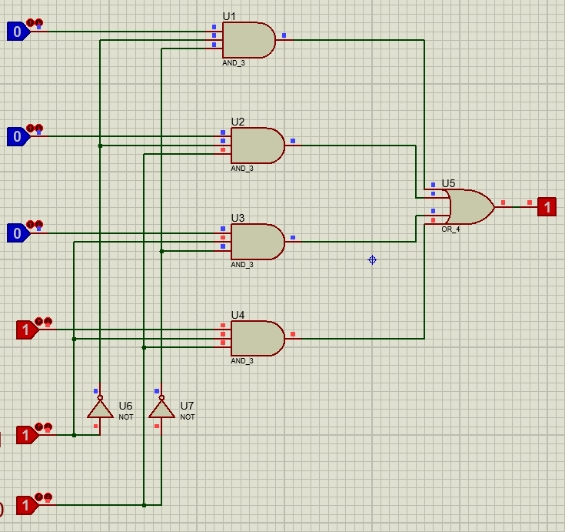 U1
0
AND_3
U2
0
AND_3
U5
1
OR_4
U3
0
AND_3
U4
1
AND_3
U6
NOT
U7
NOT
1
1